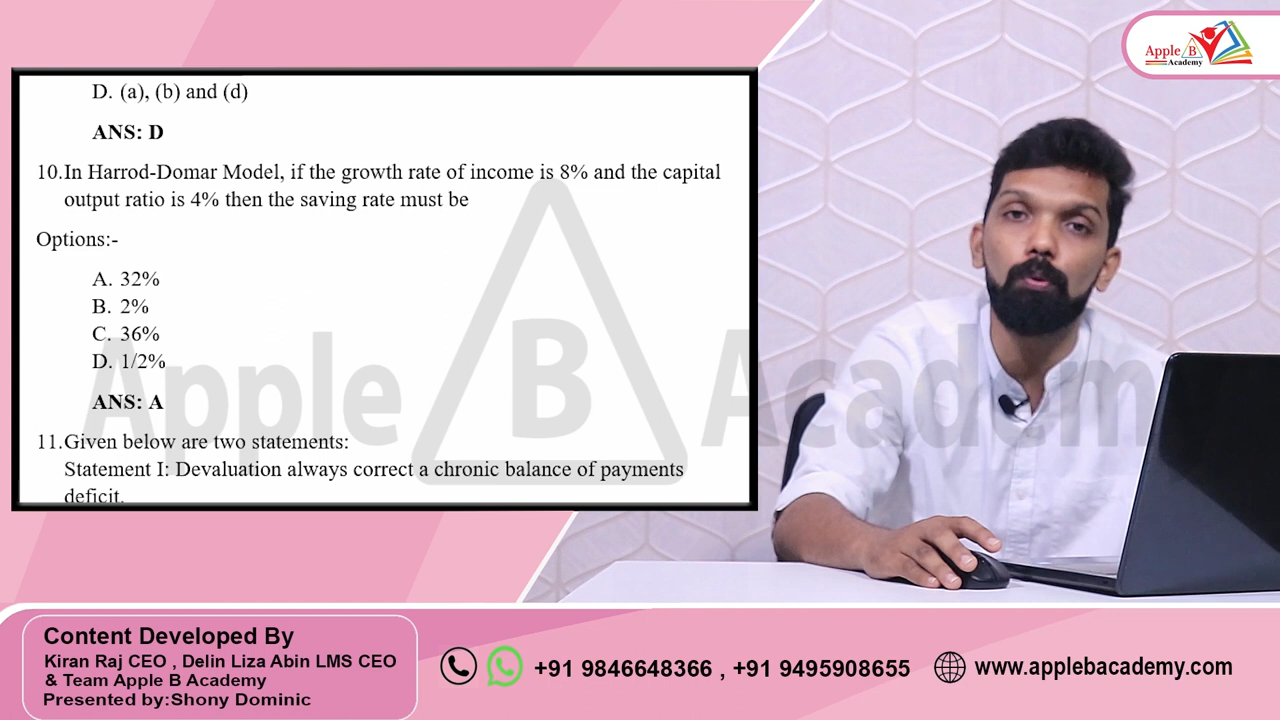 Apple B
Academy
D. (a), (b) and (d)
ANS: D
10.In Harrod-Domar Model, if the growth rate of income is 8% and the capital
output ratio is 4% then the saving rate must be
Options:-
A. 32%
B. 2%
C. 36%
D. 1/2%
ANS: A
11.Given below are two statements:
Statement I: Devaluation always correct a chronic balance of payments
deficit.
Apple B Academy
Content Developed By
Kiran Raj CEO , Delin Liza Abin LMS CEO
& Team Apple B Academy
Presented by:Shony Dominic
+91 9846648366 , +91 9495908655
www.applebacademy.com